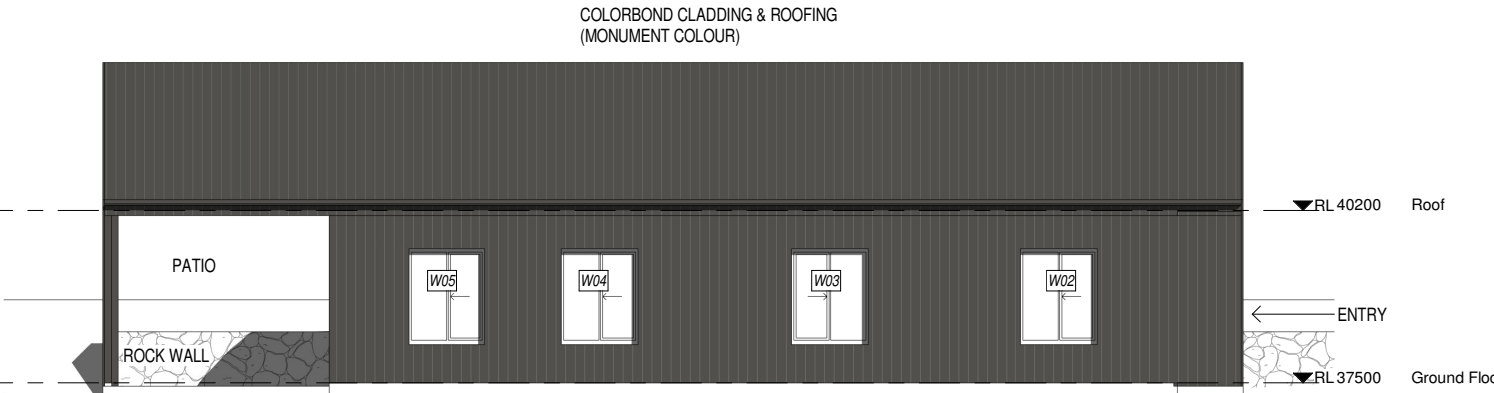 COLORBOND CLADDING & ROOFING
(MONUMENT COLOUR)
RL 40200 Roof
PATIO
W05
W04
W03
W02
ENTRY
ROCK WALL
RL 37500 Ground Floo